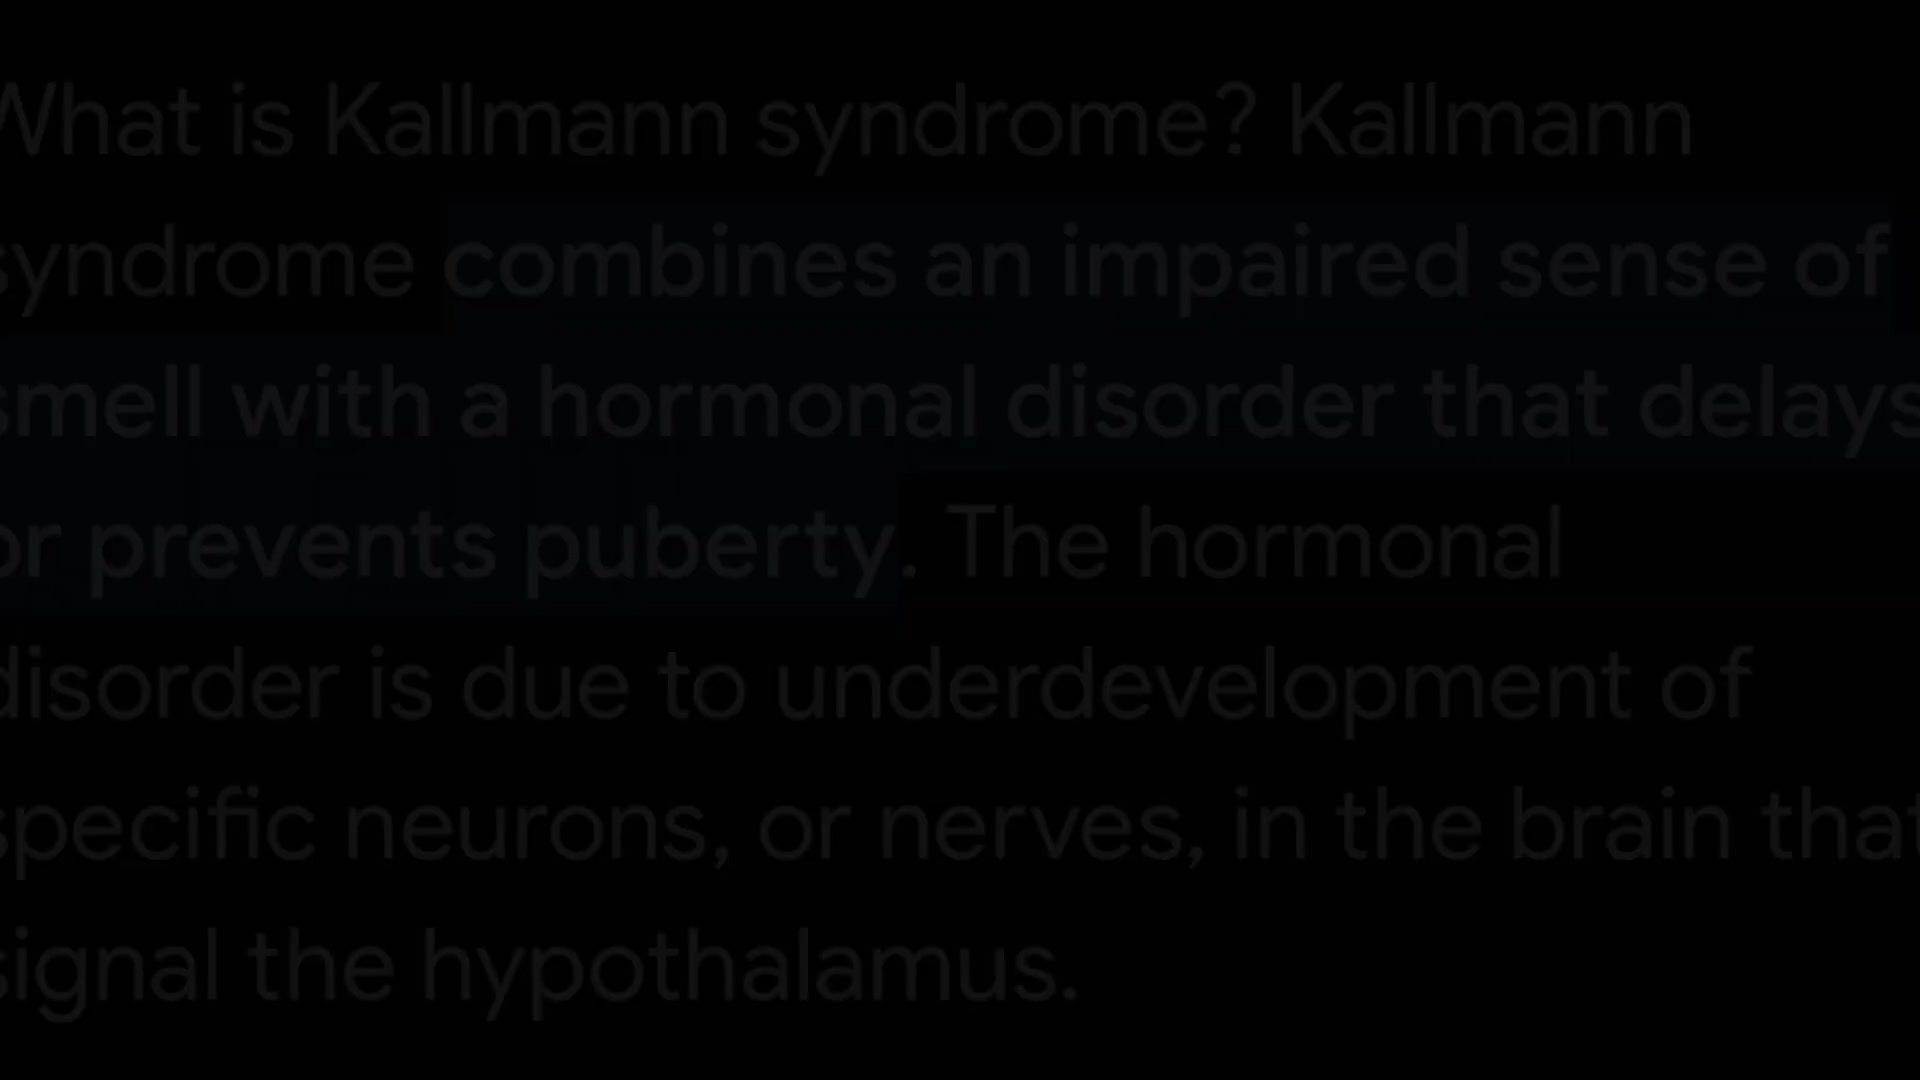 What is Kallmann syndrome? Kallmann
syndrome combines an impaired sense of
smell with a hormonal disorder that delays
or prevents puberty. The hormonal
disorder is due to underdevelopment of
specific neurons, or nerves, in the brain that
signal the hypothalamus.